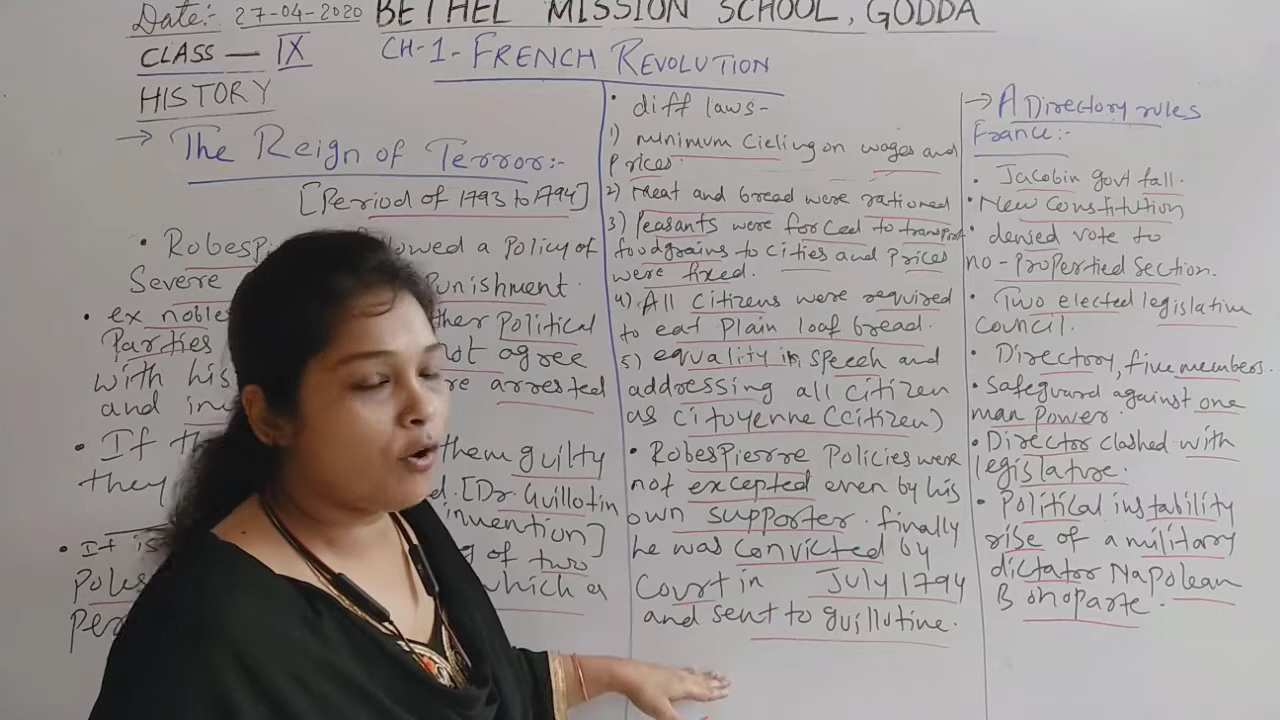 Date:- 27-04-2020 BETHEL MISSION SCHOOL, GODDA
CLASS — IX CH-1- FRENCH REVOLUTION
HISTORY
→ The Reign of Terror:-
[Period of 1793 to 1794]
• Robespi owed a Policy of
Severe Punishment.
• ex nobles ther Political
Parties not agree
with his re arrested
and
• If them guilty
they d. [Dr. Guillotin
invention]
• It is of two
Poles which a
Per
• diff laws-
1) minimum Cieling on wages and
Prices.
2) Meat and bread were rationed
3) Peasants were forced to transport
foodgrains to cities and prices
were fixed.
4) All citizens were required
to eat plain loaf bread.
5) equality in speech and
addressing all citizen
as citoyenne (citizen)
• Robespierre Policies were
not excepted even by his
own supporter. finally
he was convicted by
Court in July 1794
and sent to guillotine.
→ A Directory rules
France:-
• Jacobin govt fall.
• New Constitution
• denied vote to
no-propertied section.
• Two elected legislative
council.
• Directory, five members.
• Safeguard against one
man power.
• Director clashed with
legislature.
• Political instability
rise of a military
dictator Napolean
Bonoparte.